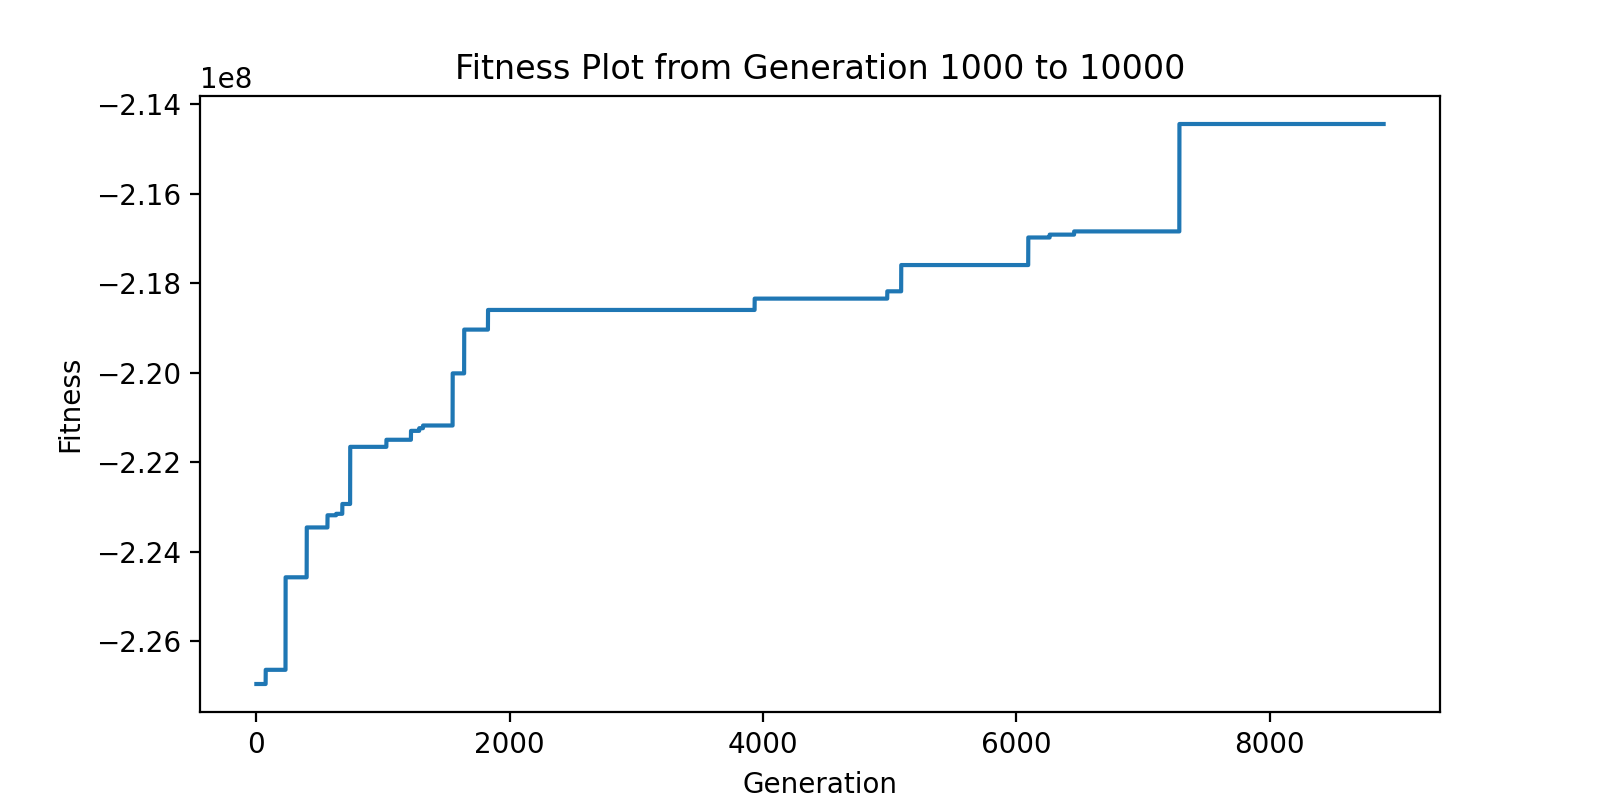 Fitness Plot from Generation 1000 to 10000
1e8
−2.14
−2.16
−2.18
−2.20
−2.22
−2.24
−2.26
Fitness
0 2000 4000 6000 8000
Generation